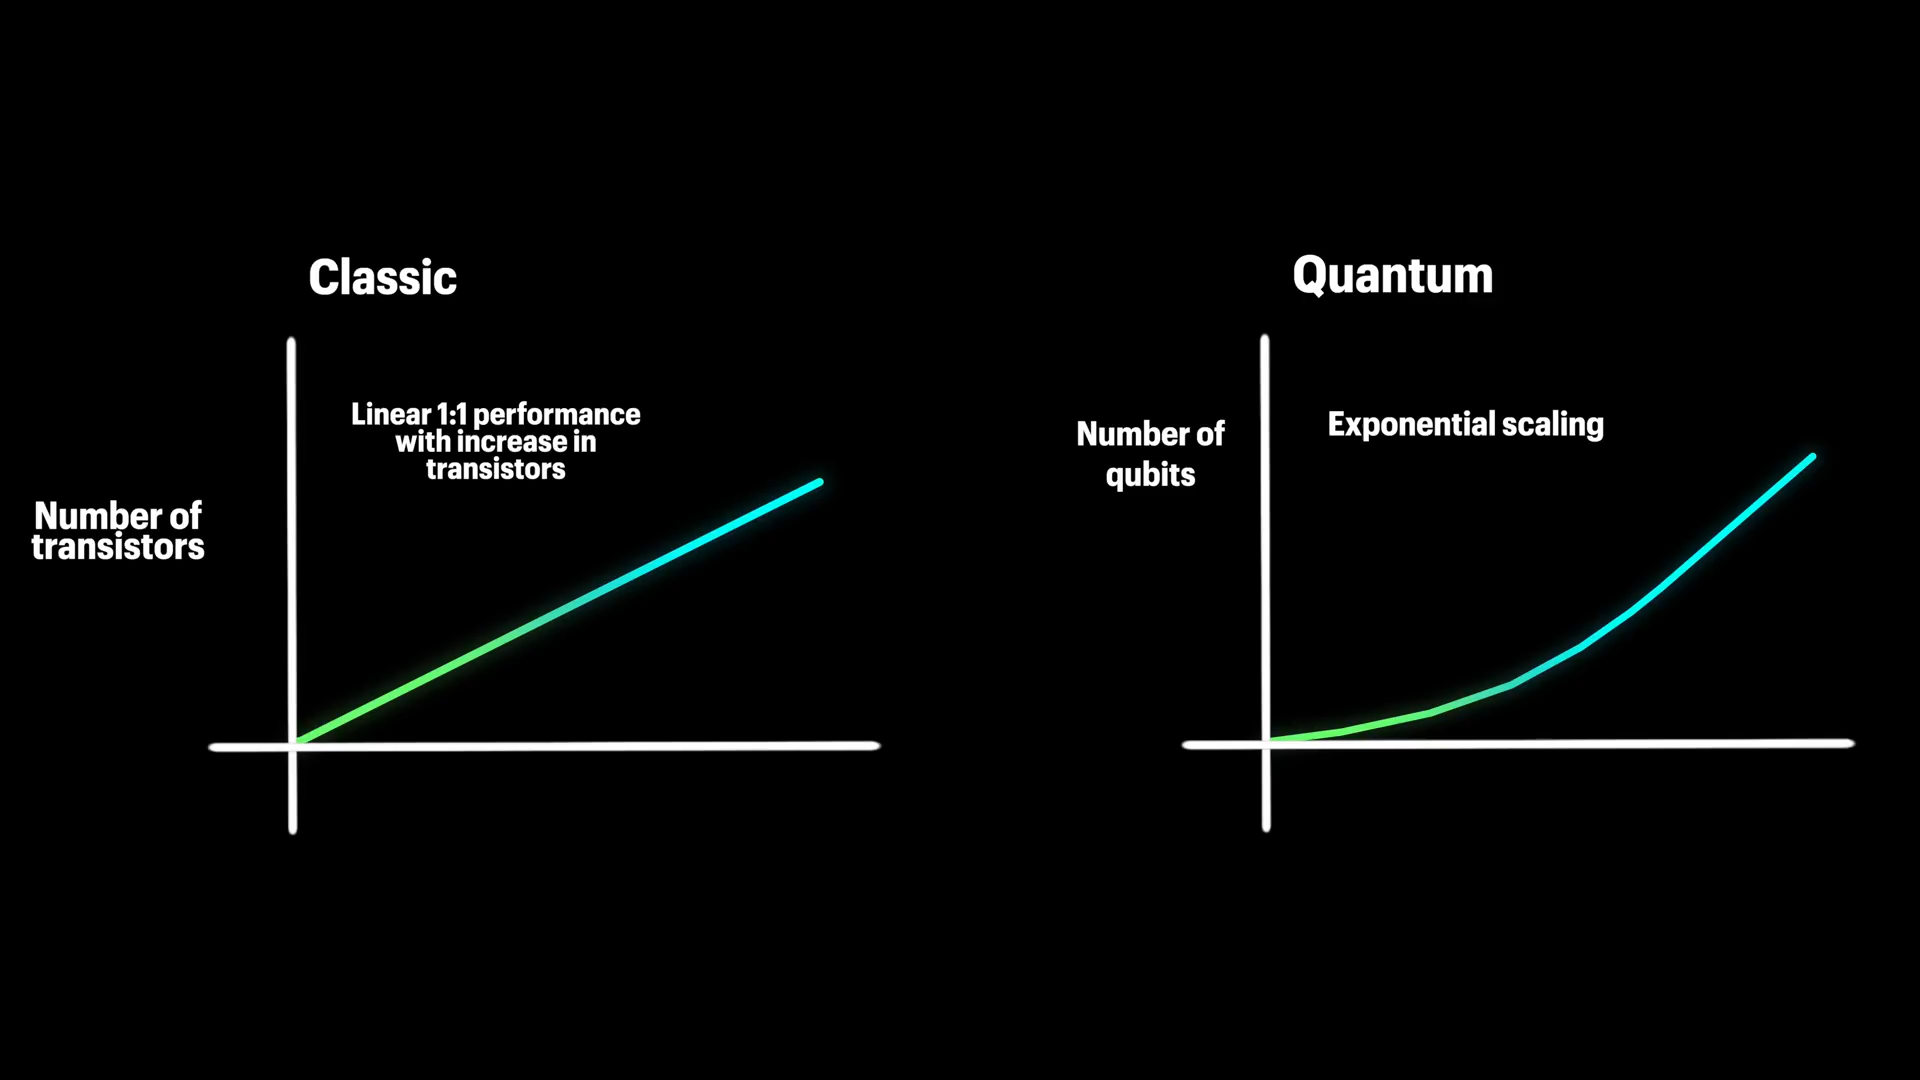 Classic
Linear 1:1 performance
with increase in
transistors
Number of
transistors
Quantum
Exponential scaling
Number of
qubits